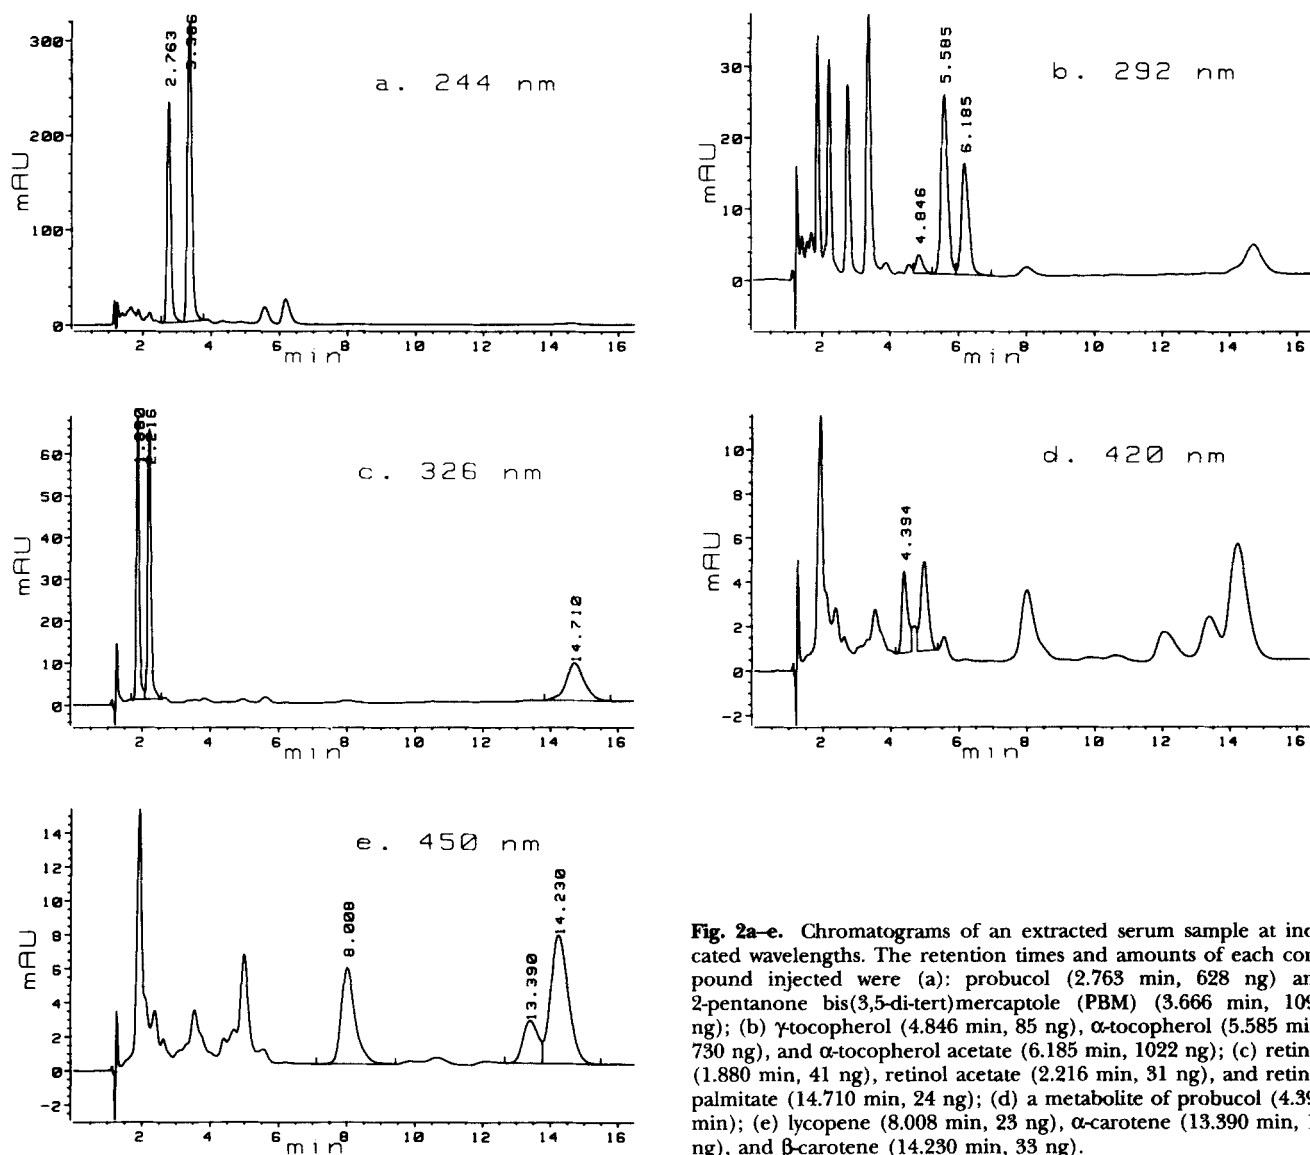 300
200
100
0
mAU
2.763
a. 244 nm
2 4 6 8 10 12 14 16
min
30
20
10
0
mAU
4.846
5.585
6.185
b. 292 nm
2 4 6 8 10 12 14 16
min
60
50
40
30
20
10
0
mAU
14.710
c. 326 nm
2 4 6 8 10 12 14 16
min
10
8
6
4
2
0
-2
mAU
4.394
d. 420 nm
2 4 6 8 10 12 14 16
min
14
12
10
8
6
4
2
0
-2
mAU
8.008
13.390
14.230
e. 450 nm
2 4 6 8 10 12 14 16
min
Fig. 2a–e. Chromatograms of an extracted serum sample at
cated wavelengths. The retention times and amounts of each
pound injected were (a): probucol (2.763 min, 628 ng)
2-pentanone bis(3,5-di-tert)mercaptole (PBM) (3.666 min,
ng); (b) γ-tocopherol (4.846 min, 85 ng), α-tocopherol (5.585
730 ng), and α-tocopherol acetate (6.185 min, 1022 ng); (c)
(1.880 min, 41 ng), retinol acetate (2.216 min, 31 ng), and
palmitate (14.710 min, 24 ng); (d) a metabolite of probucol
min); (e) lycopene (8.008 min, 23 ng), α-carotene (13.390 min,
ng), and β-carotene (14.230 min, 33 ng).